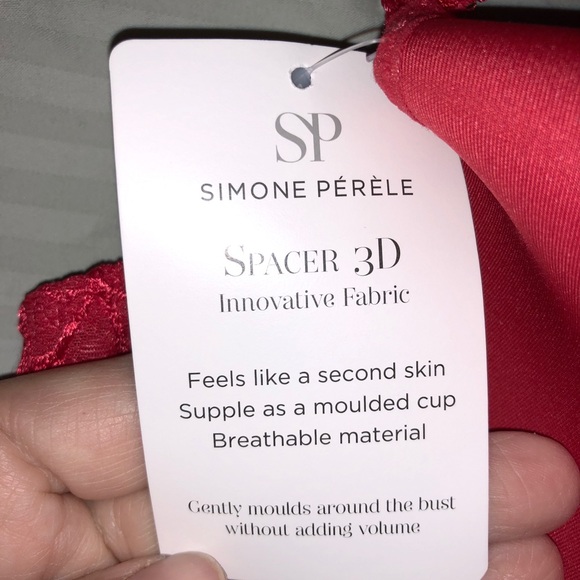 SP
SIMONE PÉRÈLE
SPACER 3D
Innovative Fabric
Feels like a second skin
Supple as a moulded cup
Breathable material
Gently moulds around the bust
without adding volume